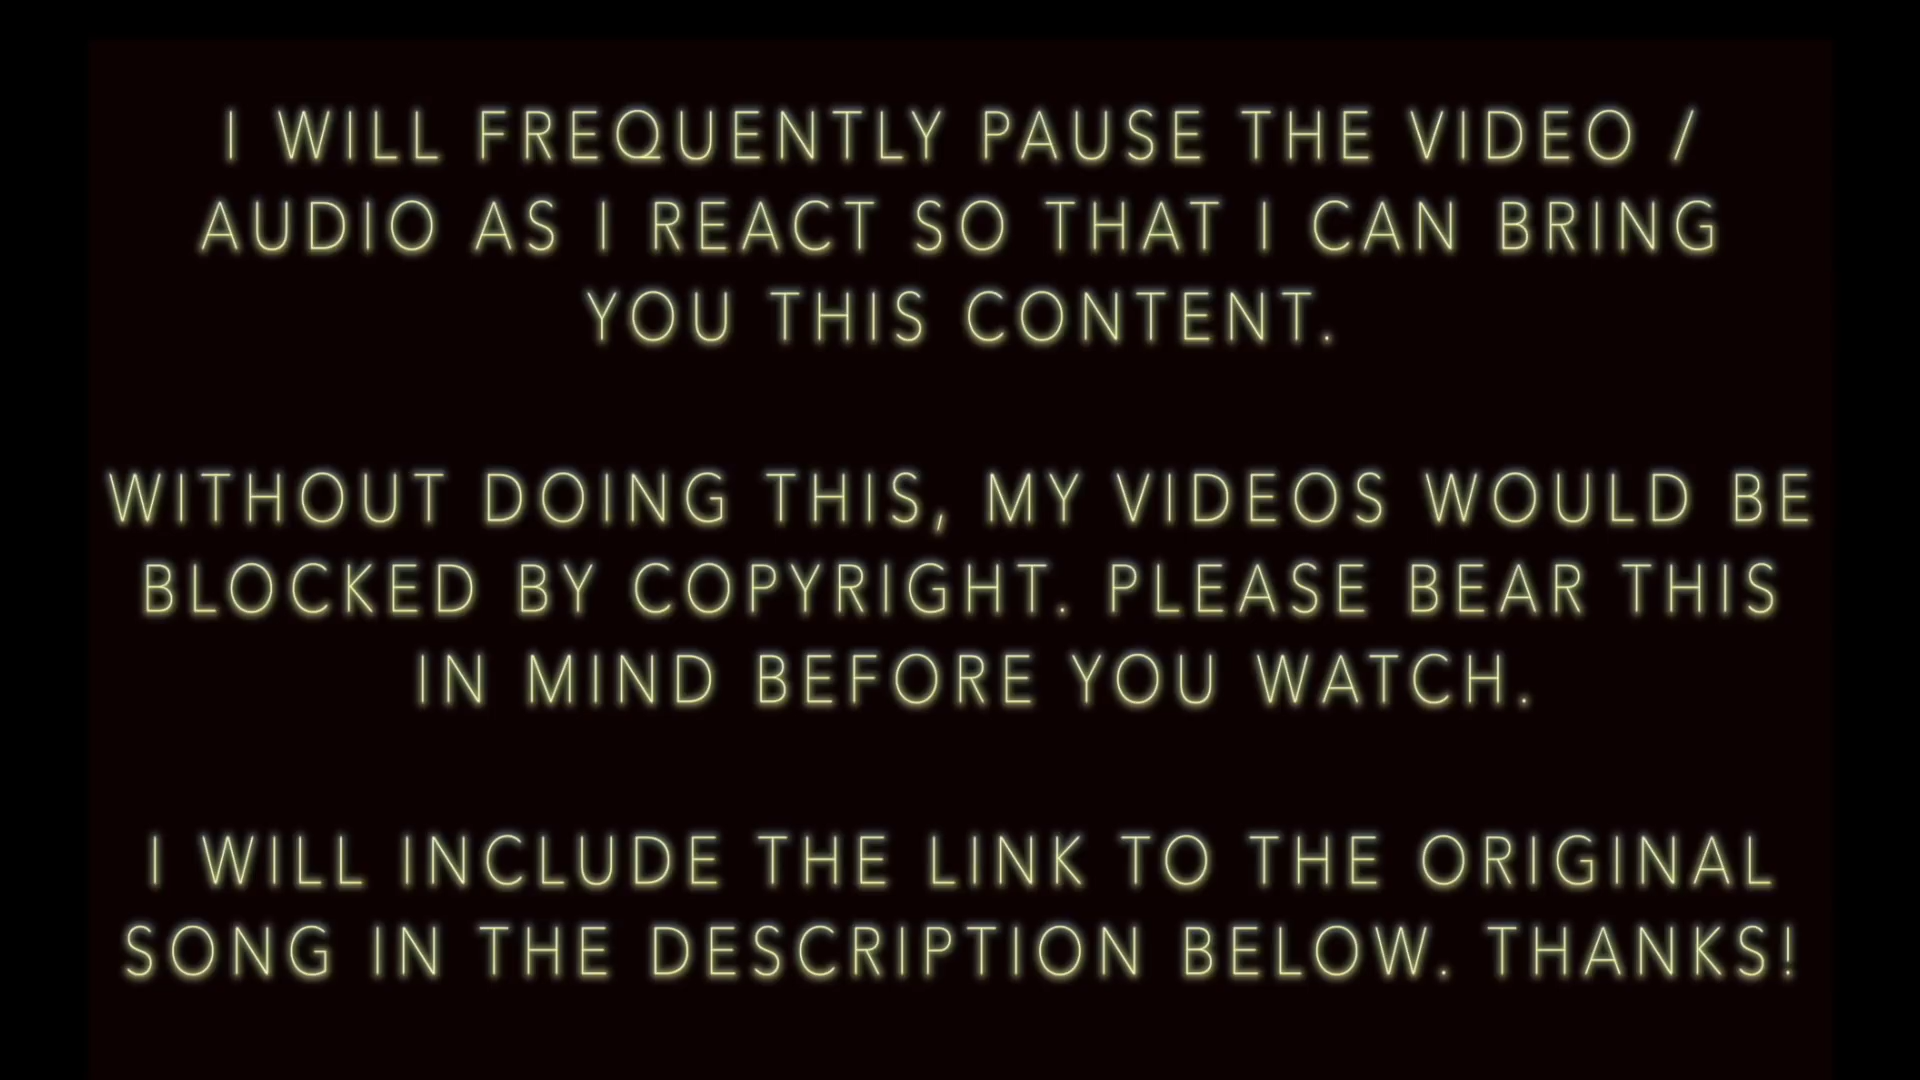 I WILL FREQUENTLY PAUSE THE VIDEO /
AUDIO AS I REACT SO THAT I CAN BRING
YOU THIS CONTENT.
WITHOUT DOING THIS, MY VIDEOS WOULD BE
BLOCKED BY COPYRIGHT. PLEASE BEAR THIS
IN MIND BEFORE YOU WATCH.
I WILL INCLUDE THE LINK TO THE ORIGINAL
SONG IN THE DESCRIPTION BELOW. THANKS!